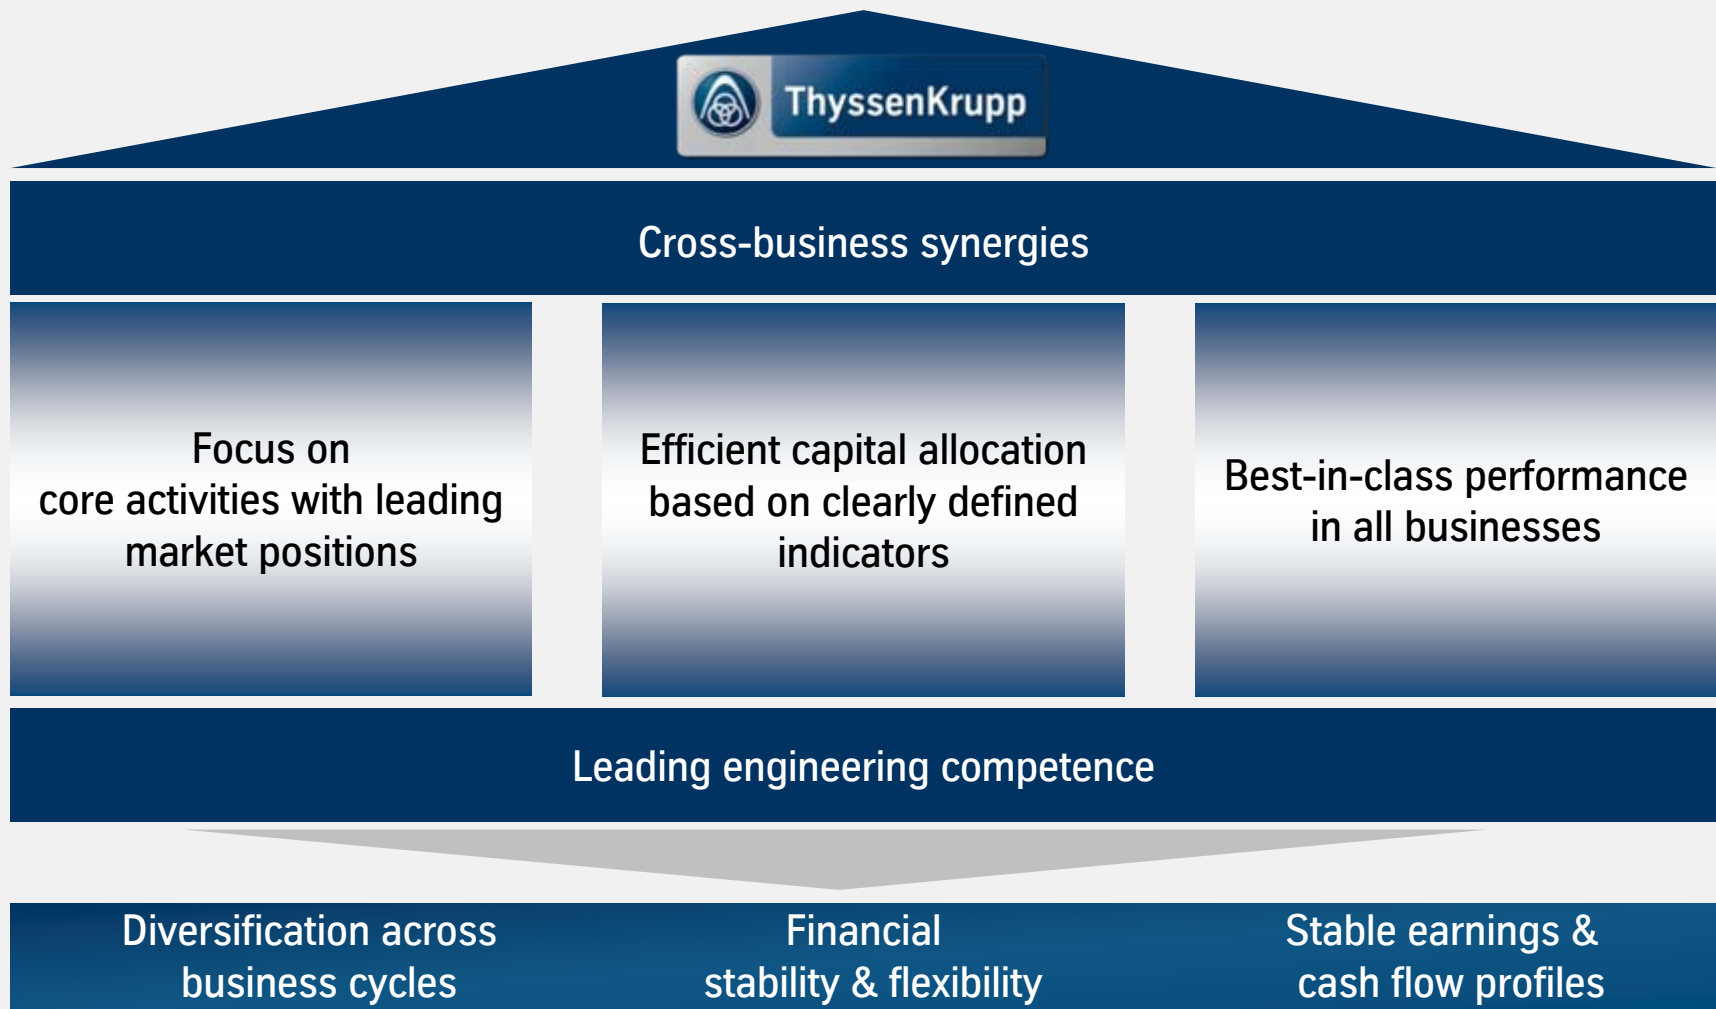 ThyssenKrupp
Cross-business synergies
Focus on
core activities with leading
market positions
Efficient capital allocation
based on clearly defined
indicators
Best-in-class performance
in all businesses
Leading engineering competence
Diversification across
business cycles
Financial
stability & flexibility
Stable earnings &
cash flow profiles